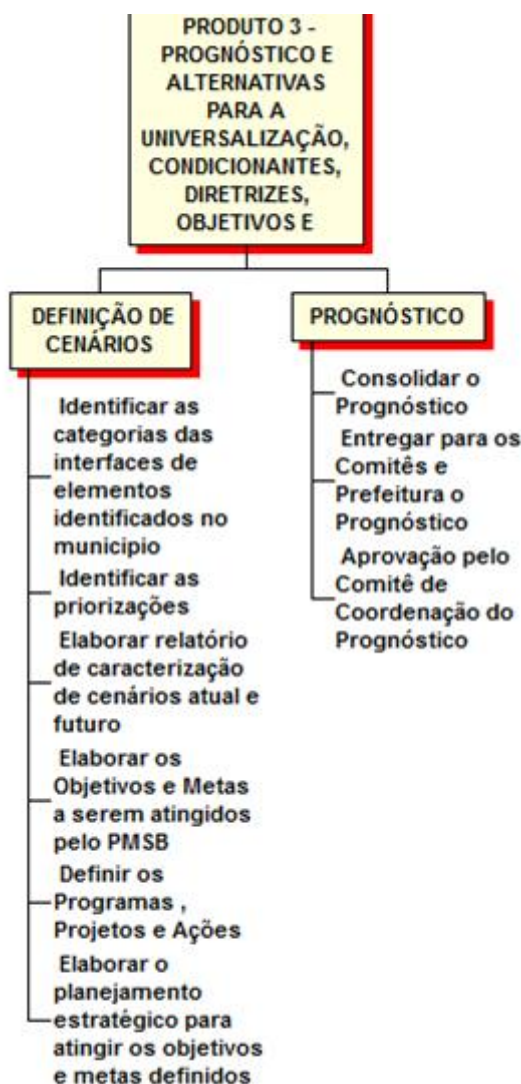 PRODUTO 3 -
PROGNÓSTICO E
ALTERNATIVAS
PARA A
UNIVERSALIZAÇÃO,
CONDICIONANTES,
DIRETRIZES,
OBJETIVOS E
DEFINIÇÃO DE
CENÁRIOS
Identificar as
categorias das
interfaces de
elementos
identificados no
municipio
Identificar as
priorizações
Elaborar relatório
de caracterização
de cenários atual e
futuro
Elaborar os
Objetivos e Metas
a serem atingidos
pelo PMSB
Definir os
Programas ,
Projetos e Ações
Elaborar o
planejamento
estratégico para
atingir os objetivos
e metas definidos
PROGNÓSTICO
Consolidar o
Prognóstico
Entregar para os
Comitês e
Prefeitura o
Prognóstico
Aprovação pelo
Comitê de
Coordenação do
Prognóstico